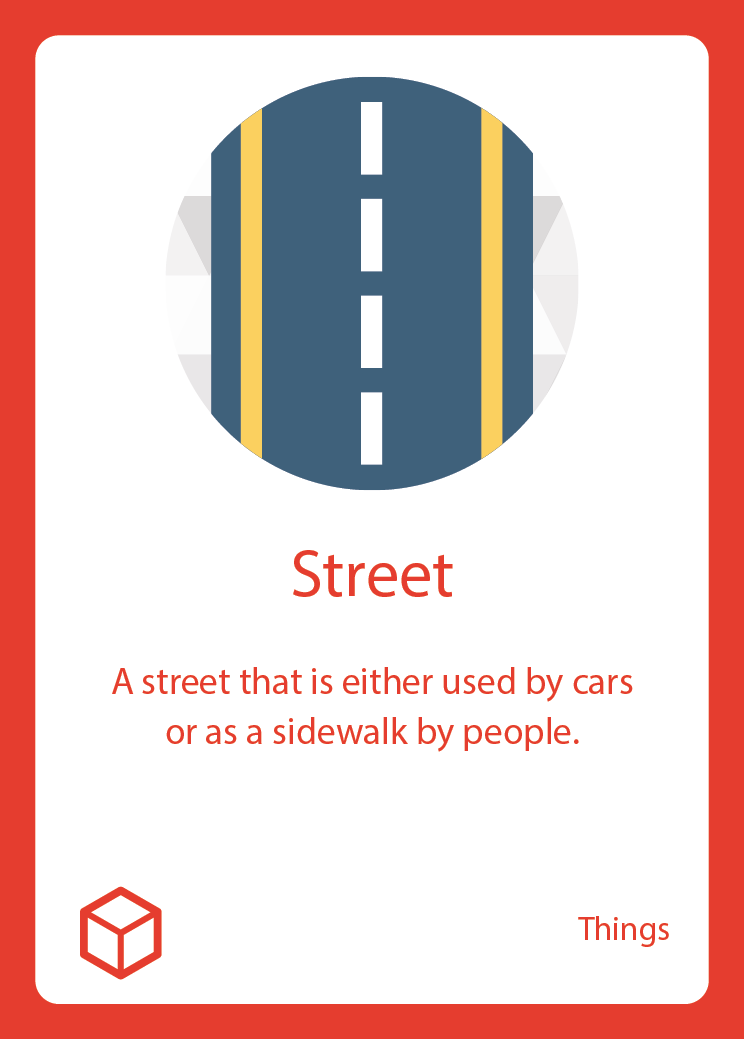 Street
A street that is either used by cars
or as a sidewalk by people.
Things